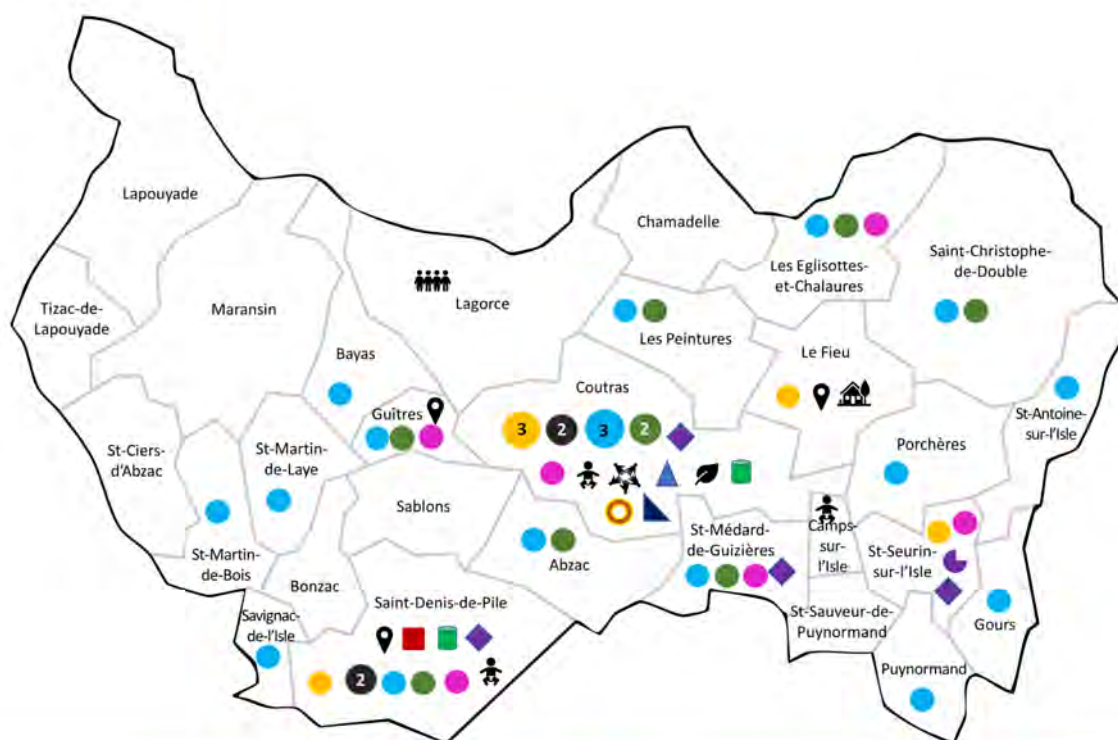 Lapouyade
Chamadelle
Les Eglisottes-
et-Chalaures
Saint-Christophe-
de-Double
Tizac-de-
Lapouyade
Maransin
Lagorce
Bayas
Les Peintures
Le Fieu
Coutras
3
2
3
2
Guîtres
St-Antoine-
sur-l'Isle
St-Ciers-
d'Abzac
St-Martin-
de-Laye
Porchères
Sablons
St-Martin-
de-Bois
Bonzac
Abzac
St-Médard-
de-Guizières
Camps-
sur-
l'Isle
St-Seurin-
sur-l'Isle
Saint-Denis-de-Pile
2
Savignac-
de-l'Isle
St-Sauveur-de-
Puynormand
Gours
Puynormand